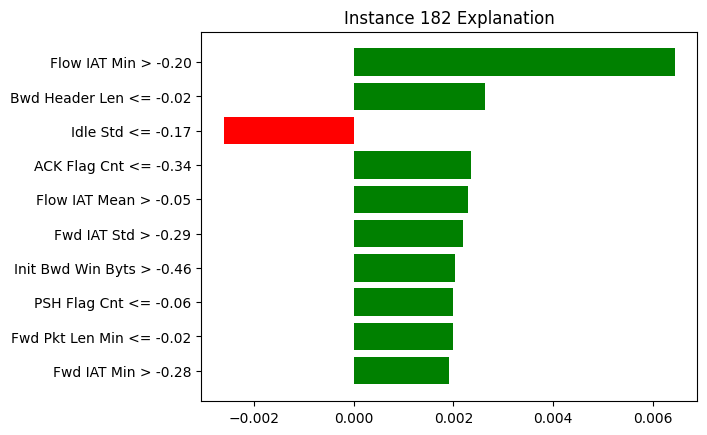 Instance 182 Explanation
Flow IAT Min > -0.20
Bwd Header Len <= -0.02
Idle Std <= -0.17
ACK Flag Cnt <= -0.34
Flow IAT Mean > -0.05
Fwd IAT Std > -0.29
Init Bwd Win Byts > -0.46
PSH Flag Cnt <= -0.06
Fwd Pkt Len Min <= -0.02
Fwd IAT Min > -0.28
−0.002 0.000 0.002 0.004 0.006